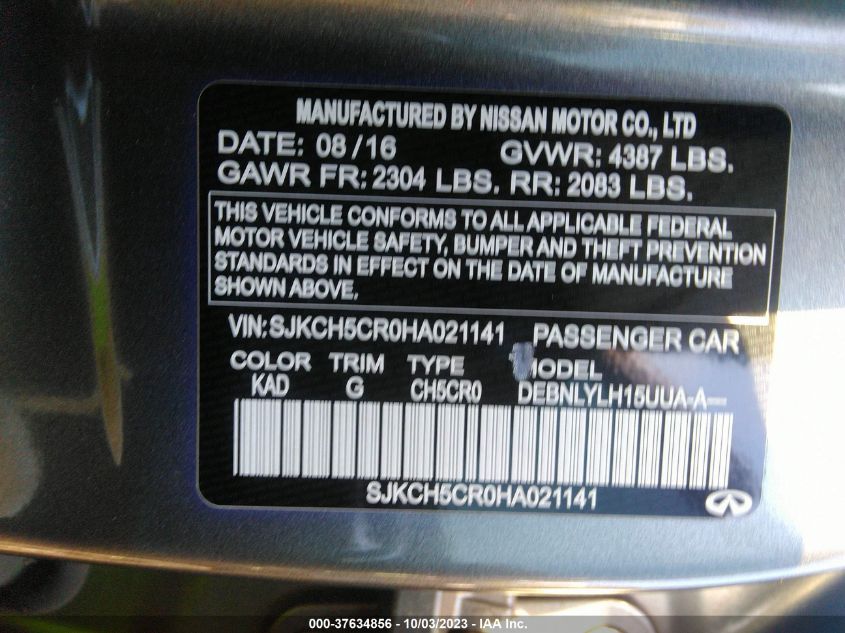 MANUFACTURED BY NISSAN MOTOR CO., LTD
DATE: 08 / 16 GVWR: 4387 LBS.
GAWR FR: 2304 LBS. RR: 2083 LBS.
THIS VEHICLE CONFORMS TO ALL APPLICABLE FEDERAL
MOTOR VEHICLE SAFETY, BUMPER AND THEFT PREVENTION
STANDARDS IN EFFECT ON THE DATE OF MANUFACTURE
SHOWN ABOVE.
VIN: SJKCH5CR0HA021141 PASSENGER CAR
COLOR TRIM TYPE MODEL
KAD G CH5CR0 DEBNLYLH15UUA-A—
SJKCH5CR0HA021141
000-37634856 - 10/03/2023 - IAA Inc.